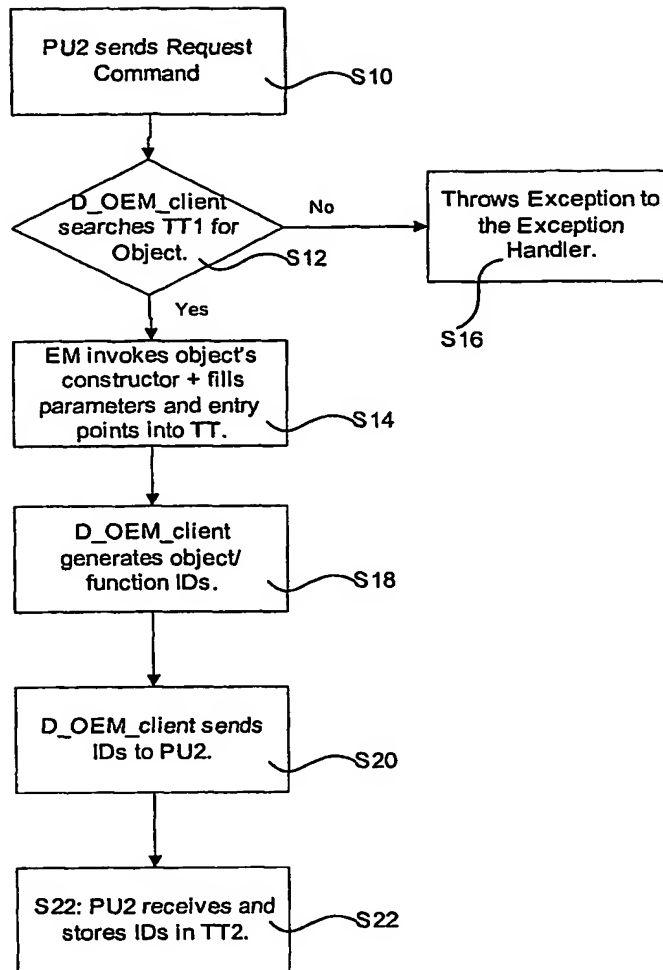 PU2 sends Request
Command
S10
D_OEM_client
searches TT1 for
Object.
S12
No
Throws Exception to
the Exception
Handler.
S16
Yes
EM invokes object's
constructor + fills
parameters and entry
points into TT.
S14
D_OEM_client
generates object/
function IDs.
S18
D_OEM_client sends
IDs to PU2.
S20
S22: PU2 receives and
stores IDs in TT2.
S22